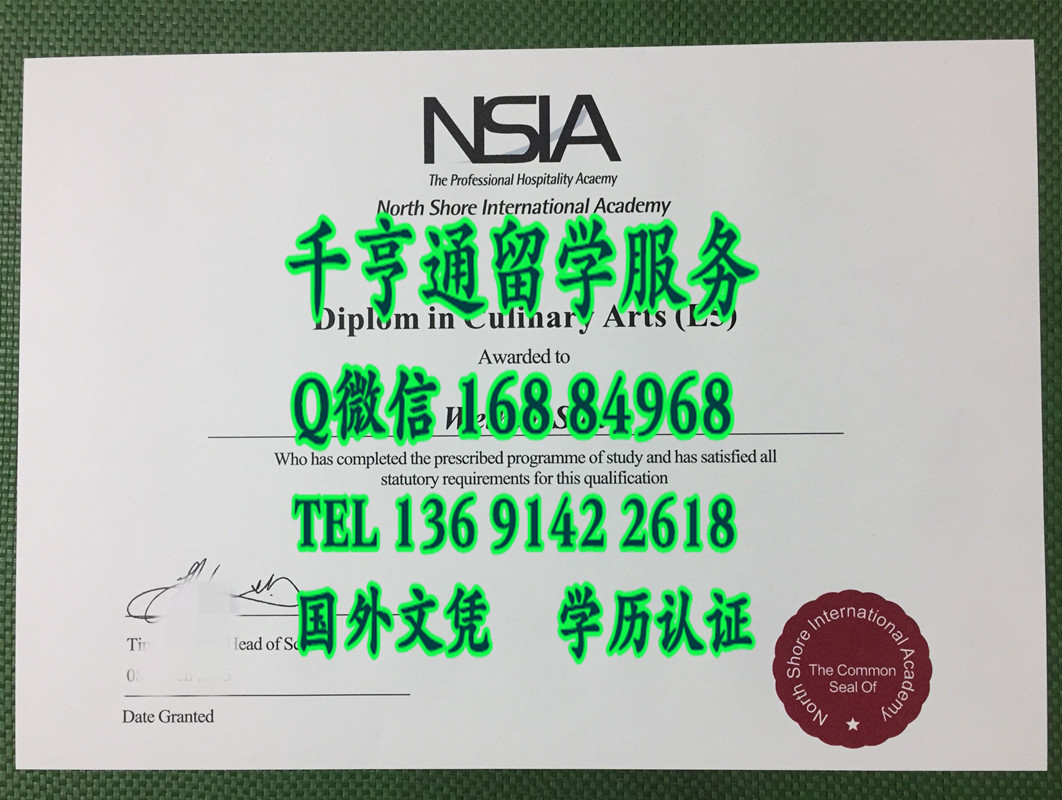 NSIA
The Professional Hospitality Acaemy
North Shore International Academy
千亨通留学服务
Diplom in Culinary Arts (L5)
Awarded to
Q微信 168 84968
Who has completed the prescribed programme of study and has satisfied all
statutory requirements for this qualification
TEL 136 9142 2618
国外文凭 学历认证
Head of
Date Granted
North Shore International Academy
The Common
Seal Of